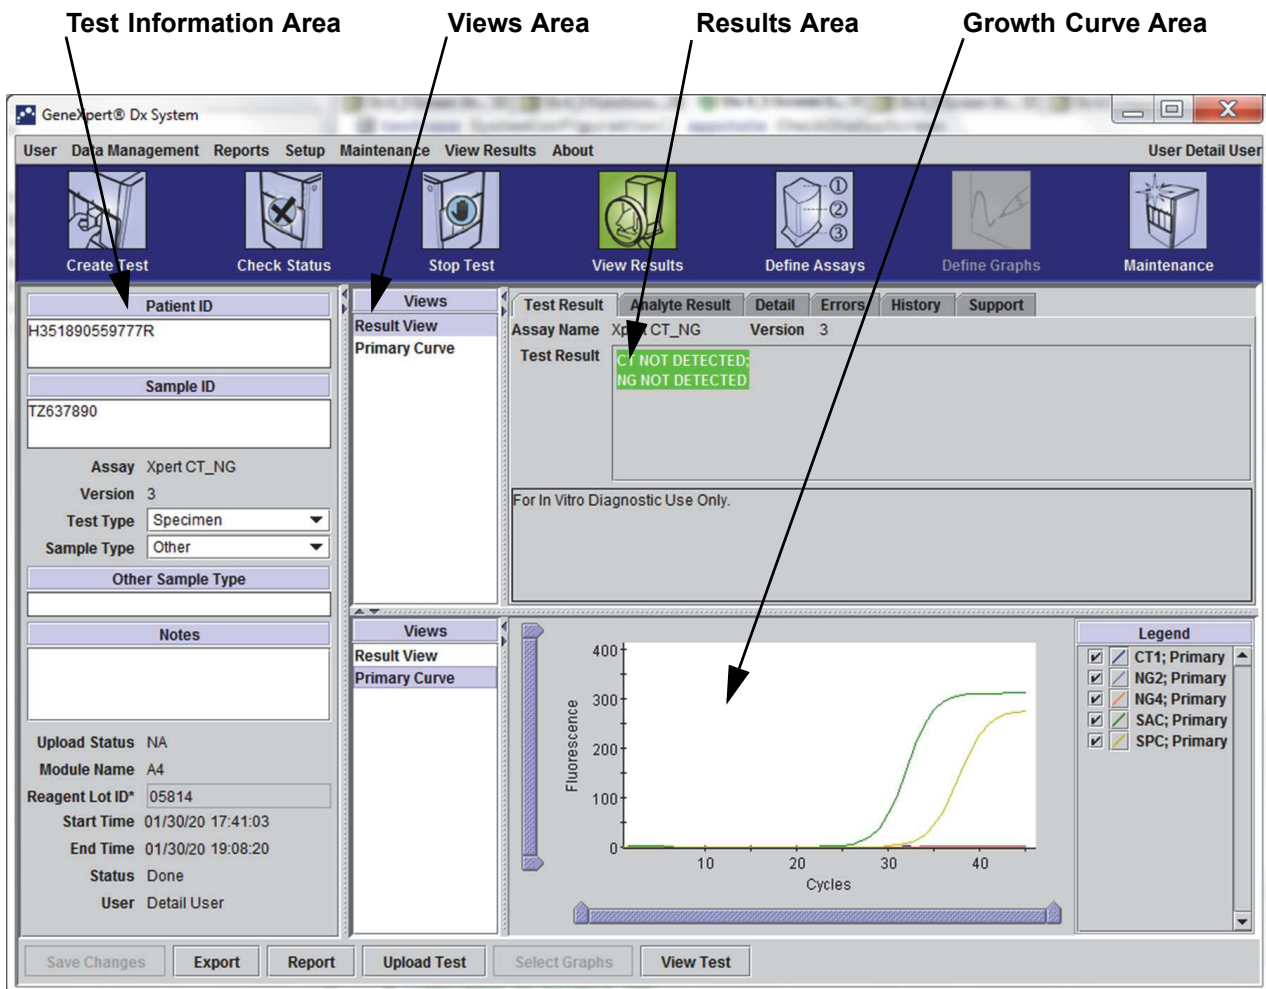 Test Information Area
Views Area
Results Area
Growth Curve Area
GeneXpert® Dx System
User Data Management Reports Setup Maintenance View Results About
User Detail User
Create Test
Check Status
Stop Test
View Results
Define Assays
Define Graphs
Maintenance
Patient ID
H351890559777R
Sample ID
TZ637890
Assay Xpert CT_NG
Version 3
Test Type Specimen
Sample Type Other
Other Sample Type
Notes
Upload Status NA
Module Name A4
Reagent Lot ID* 05814
Start Time 01/30/20 17:41:03
End Time 01/30/20 19:08:20
Status Done
User Detail User
Views
Result View
Primary Curve
Test Result Analyte Result Detail Errors History Support
Assay Name Xpert CT_NG Version 3
Test Result
CT NOT DETECTED;
NG NOT DETECTED
For In Vitro Diagnostic Use Only.
Views
Result View
Primary Curve
400
300
200
100
0
Fluorescence
10 20 30 40
Cycles
Legend
CT1; Primary
NG2; Primary
NG4; Primary
SAC; Primary
SPC; Primary
Save Changes
Export
Report
Upload Test
Select Graphs
View Test